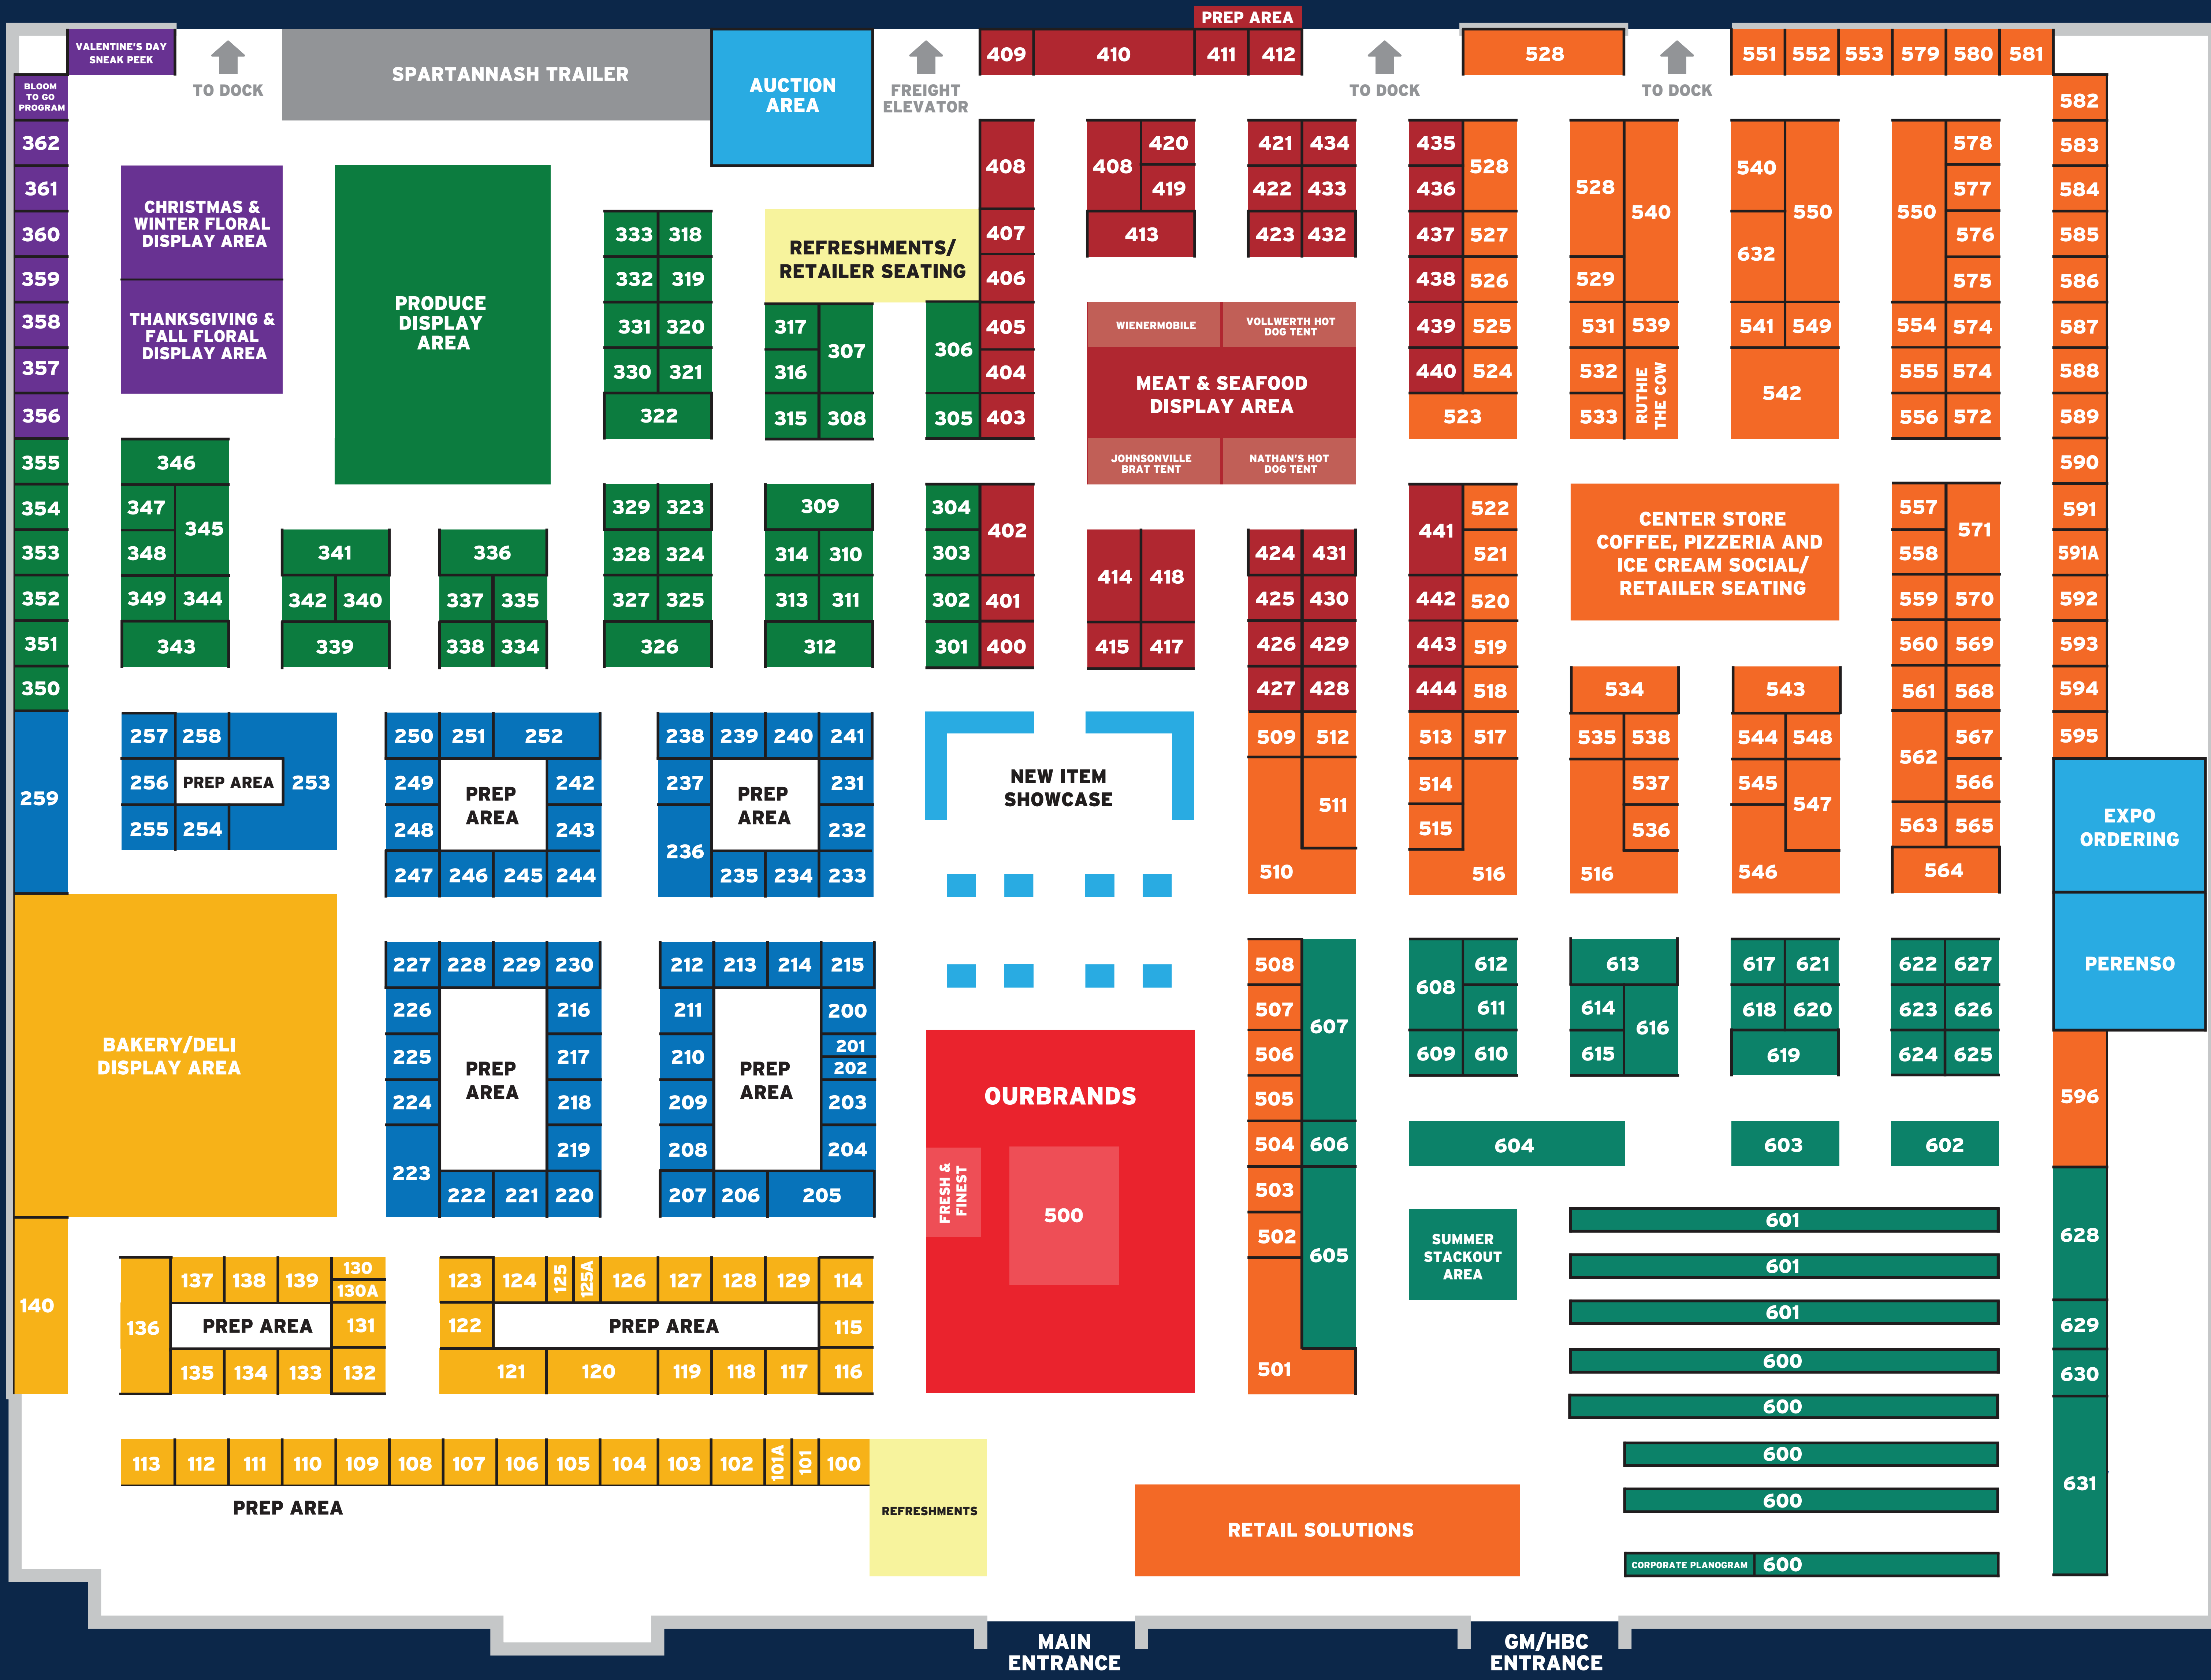 PREP AREA
VALENTINE'S DAY
SNEAK PEEK
TO DOCK
SPARTANNASH TRAILER
AUCTION
AREA
FREIGHT
ELEVATOR
409 410 411 412
TO DOCK
528
TO DOCK
551 552 553 579 580 581
BLOOM
TO GO
PROGRAM
362
361
360
359
358
357
356
355
354
353
352
351
350
259
CHRISTMAS &
WINTER FLORAL
DISPLAY AREA
THANKSGIVING &
FALL FLORAL
DISPLAY AREA
PRODUCE
DISPLAY
AREA
333 318
332 319
331 320
330 321
322
REFRESHMENTS/
RETAILER SEATING
317
307
316
315 308
306
305
408
407
406
405
404
403
408
420
419
413
421 434
422 433
423 432
WIENERMOBILE
VOLLWERTH HOT
DOG TENT
MEAT & SEAFOOD
DISPLAY AREA
JOHNSONVILLE
BRAT TENT
NATHAN'S HOT
DOG TENT
435
528
436
437 527
438 526
439 525
440 524
523
528
540
529
531 539
532
533
RUTHIE
THE COW
540
550
632
541 549
542
550
578
577
576
575
554 574
555 574
556 572
582
583
584
585
586
587
588
589
590
591
591A
592
593
594
595
346
347
345
348
349 344
343
341
342 340
339
336
337 335
338 334
329 323
328 324
327 325
326
309
314 310
313 311
312
304
303
302
301
402
401
400
414 418
415 417
424 431
425 430
426 429
427 428
509 512
511
510
441
522
521
442 520
443 519
444 518
513 517
514
515
516
CENTER STORE
COFFEE, PIZZERIA AND
ICE CREAM SOCIAL/
RETAILER SEATING
534
535 538
537
536
516
543
544 548
545
547
546
557
571
558
559 570
560 569
561 568
562
567
566
563 565
564
EXPO
ORDERING
PERENSO
257 258
256 PREP AREA 253
255 254
250 251 252
249
PREP
AREA
242
248
243
247 246 245 244
238 239 240 241
237
PREP
AREA
231
232
236
235 234 233
NEW ITEM
SHOWCASE
BAKERY/DELI
DISPLAY AREA
227 228 229 230
226 216
225 217
PREP
AREA
224 218
219
223
222 221 220
212 213 214 215
211 200
210
201
202
PREP
AREA
209 203
208 204
207 206 205
OURBRANDS
FRESH &
FINEST
500
508
507
506
505
504
503
502
501
607
606
605
608
612
611
609 610
613
614
616
615
617 621
618 620
619
622 627
623 626
624 625
596
604
603
602
SUMMER
STACKOUT
AREA
601
601
601
600
600
600
600
CORPORATE PLANOGRAM 600
628
629
630
631
140
137 138 139
130
130A
136
PREP AREA
131
135 134 133 132
123 124 125 125A 126 127 128 129 114
122 PREP AREA 115
121 120 119 118 117 116
113 112 111 110 109 108 107 106 105 104 103 102 101A 101 100
PREP AREA
REFRESHMENTS
RETAIL SOLUTIONS
MAIN
ENTRANCE
GM/HBC
ENTRANCE